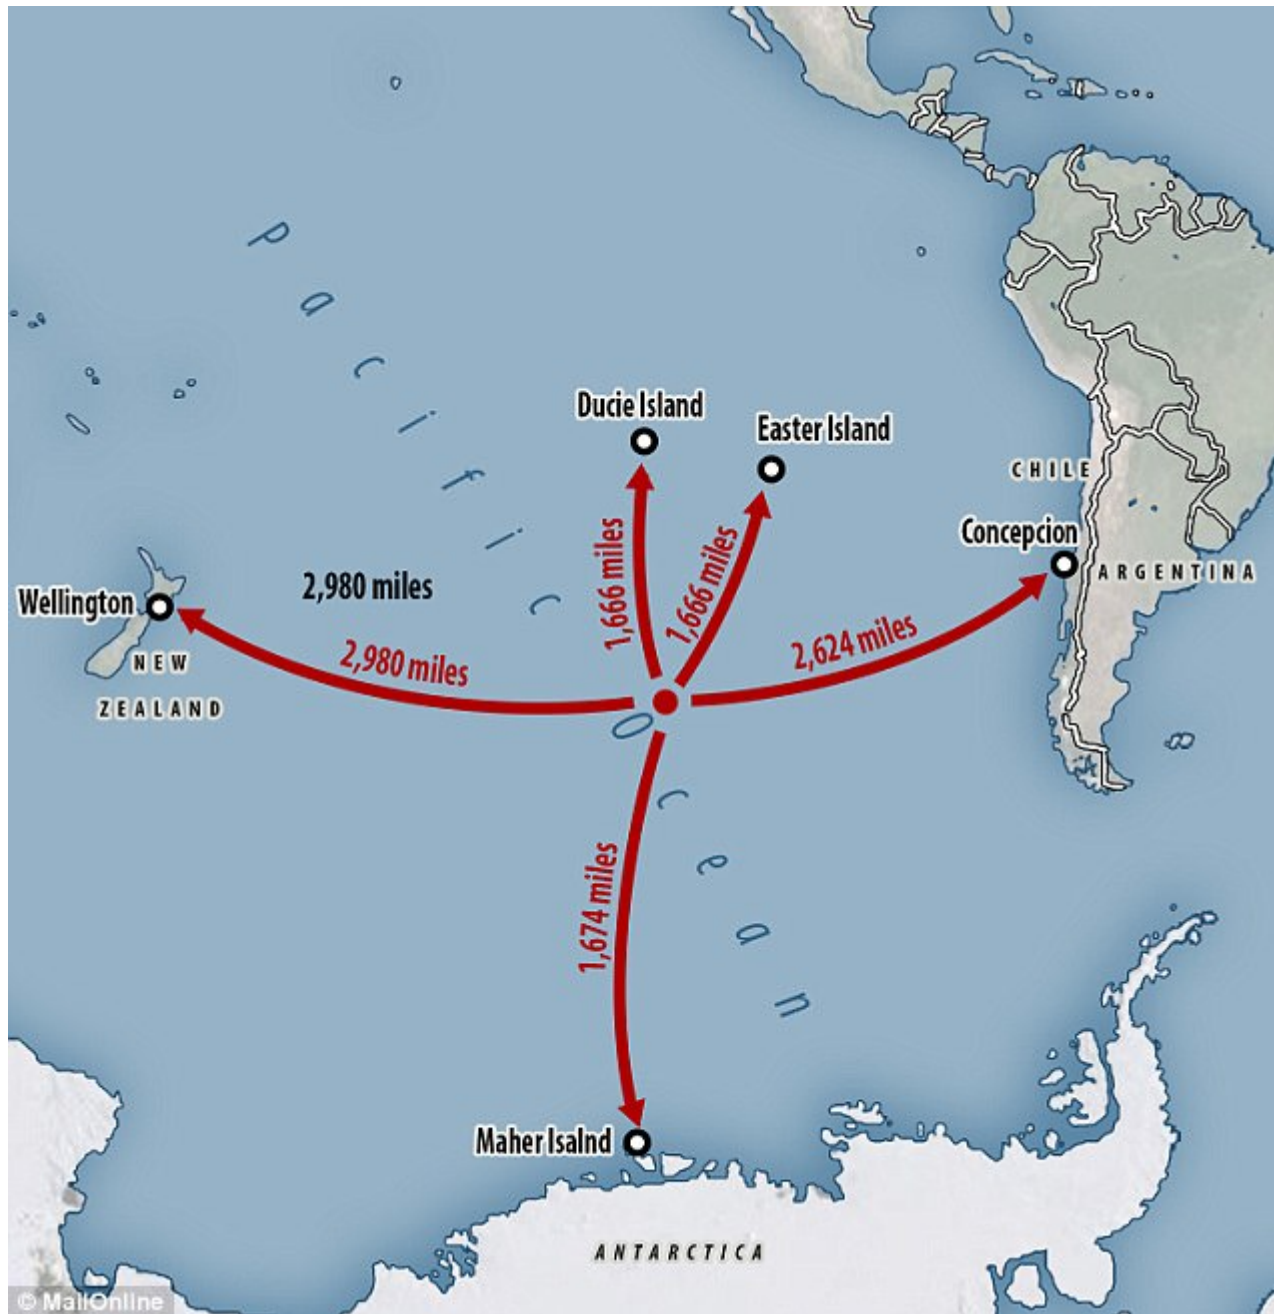 Pacific
Ocean
Ducie Island
Easter Island
CHILE
Concepcion
ARGENTINA
Wellington
2,980 miles
NEW
ZEALAND
2,980 miles
1,666 miles
1,666 miles
2,624 miles
1,674 miles
Maher Isalnd
ANTARCTICA
© MailOnline